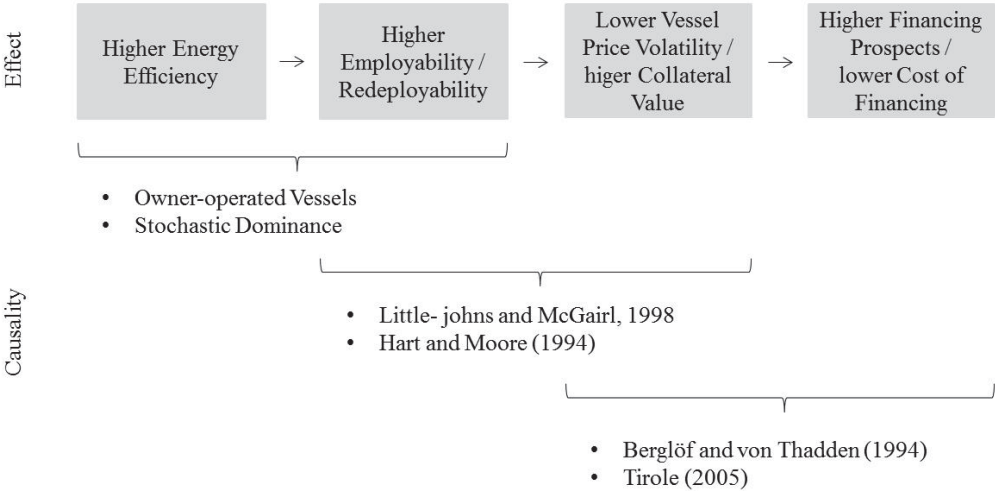 Effect
Higher Energy
Efficiency
Higher
Employability /
Redeployability
Lower Vessel
Price Volatility /
higer Collateral
Value
Higher Financing
Prospects /
lower Cost of
Financing
Causality
• Owner-operated Vessels
• Stochastic Dominance
• Little- johns and McGairl, 1998
• Hart and Moore (1994)
• Berglöf and von Thadden (1994)
• Tirole (2005)